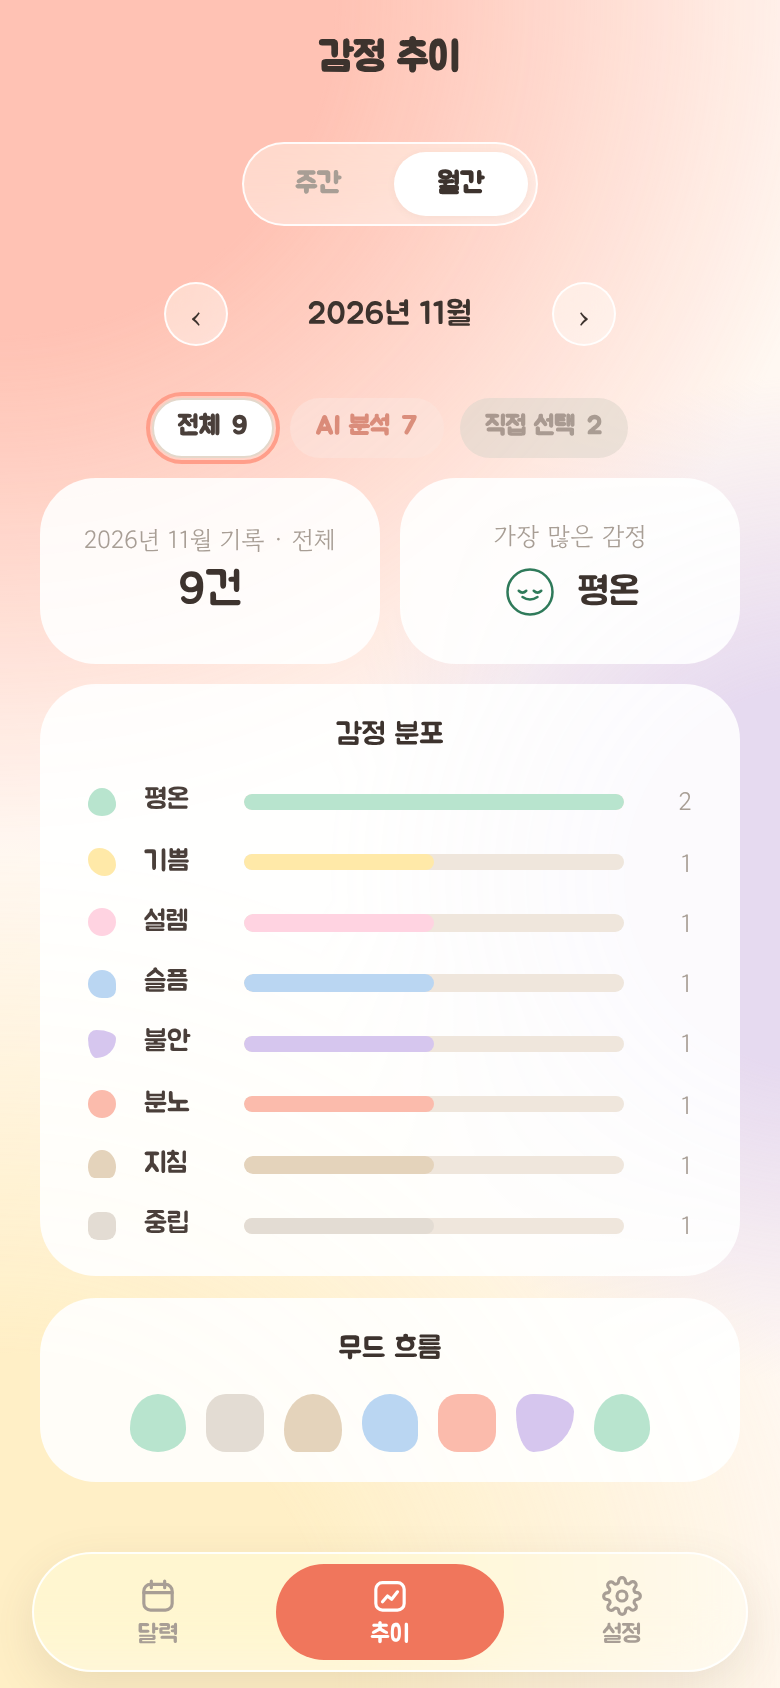 감정 추이
주간 월간
‹ 2026년 11월 ›
전체 9 AI 분석 7 직접 선택 2
2026년 11월 기록 · 전체
9건
가장 많은 감정
평온
감정 분포
평온 2
기쁨 1
설렘 1
슬픔 1
불안 1
분노 1
지침 1
중립 1
무드 흐름
달력 추이 설정